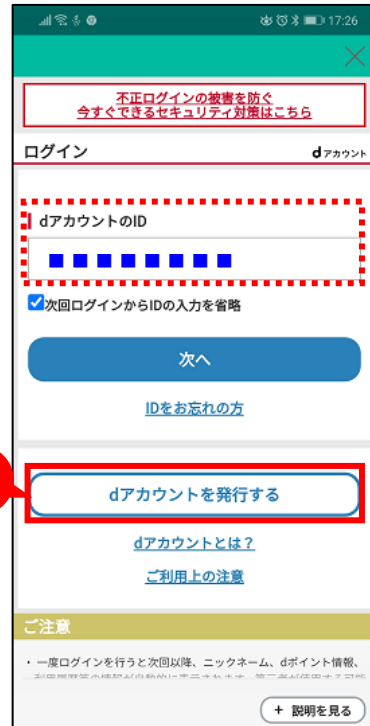 17:26
不正ログインの被害を防ぐ
今すぐできるセキュリティ対策はこちら
ログイン
dアカウント
dアカウントのID
次回ログインからIDの入力を省略
次へ
IDをお忘れの方
dアカウントを発行する
dアカウントとは？
ご利用上の注意
ご注意
・ 一度ログインを行うと次回以降、ニックネーム、dポイント情報、
+ 説明を見る